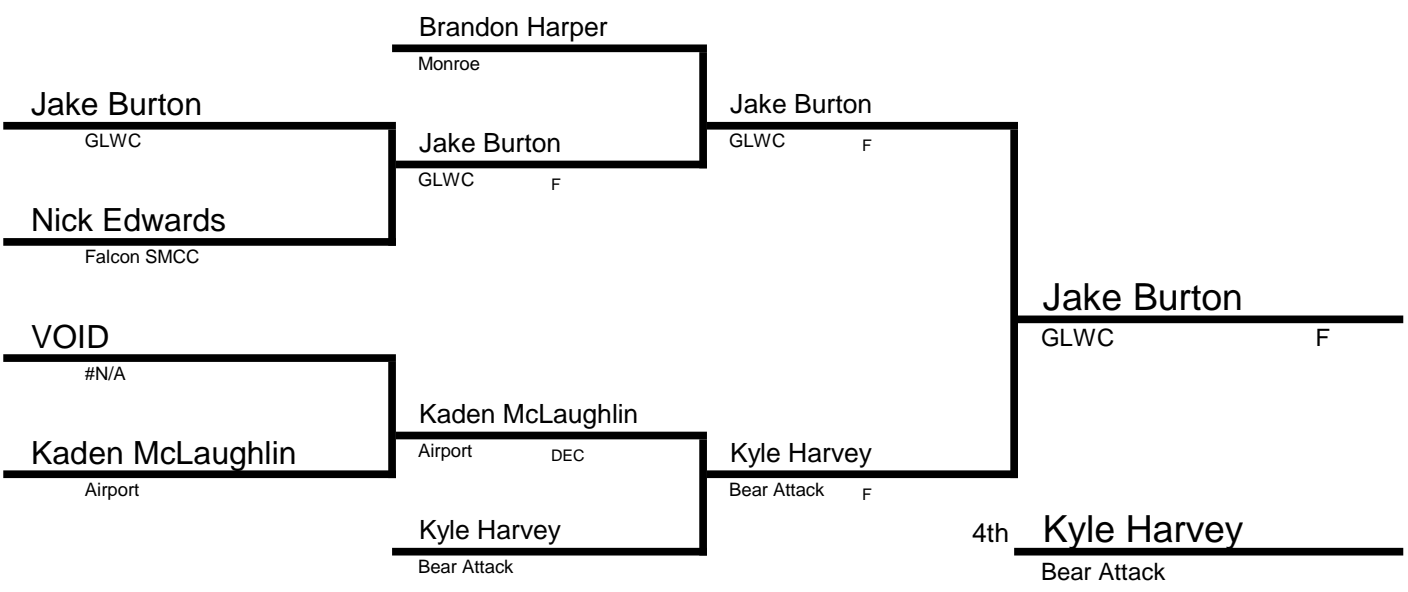 Brandon Harper
Monroe
Jake Burton
GLWC
Jake Burton
GLWC F
Jake Burton
GLWC F
Nick Edwards
Falcon SMCC
Jake Burton
GLWC F
VOID
#N/A
Kaden McLaughlin
Airport DEC
Kaden McLaughlin
Airport
Kyle Harvey
Bear Attack F
Kyle Harvey
Bear Attack
4th Kyle Harvey
Bear Attack